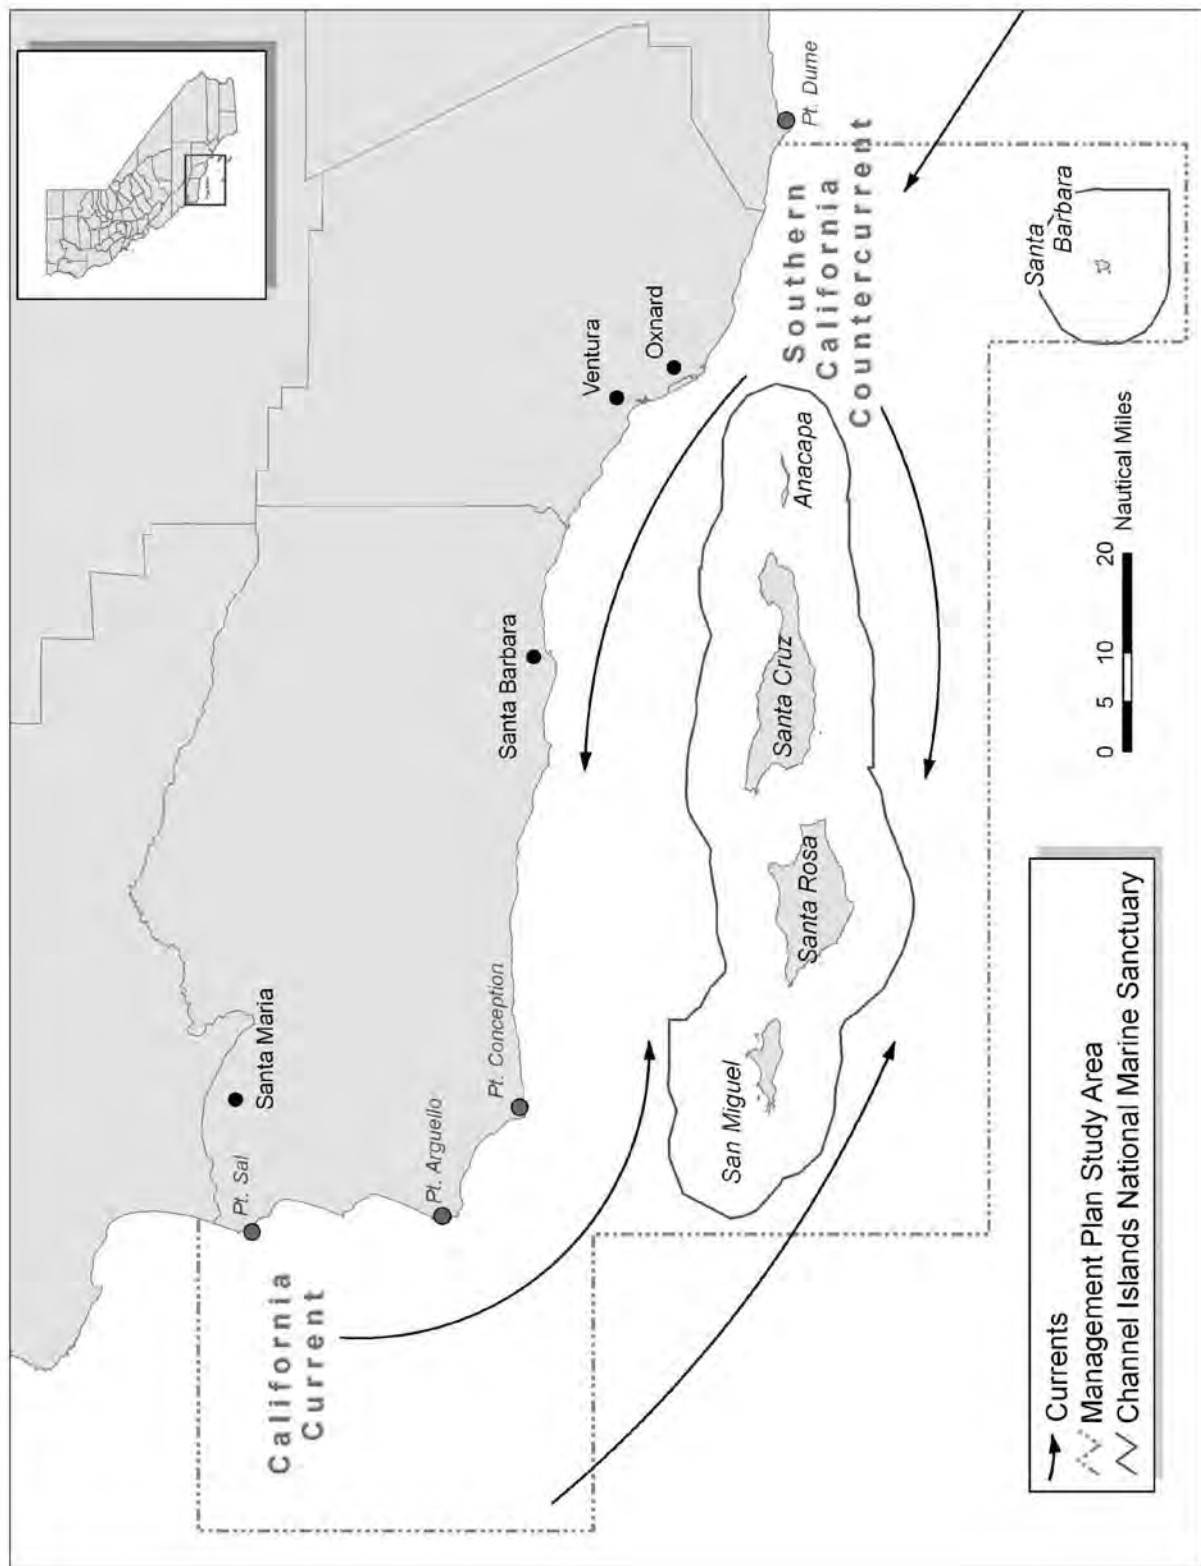 Santa Maria
Pt. Sal
Pt. Arguello
Pt. Conception
Santa Barbara
Ventura
Oxnard
Pt. Dume
California
Current
Southern
California
Countercurrent
San Miguel
Santa Rosa
Santa Cruz
Anacapa
Santa
Barbara
Currents
Management Plan Study Area
Channel Islands National Marine Sanctuary
0 5 10 20
Nautical Miles